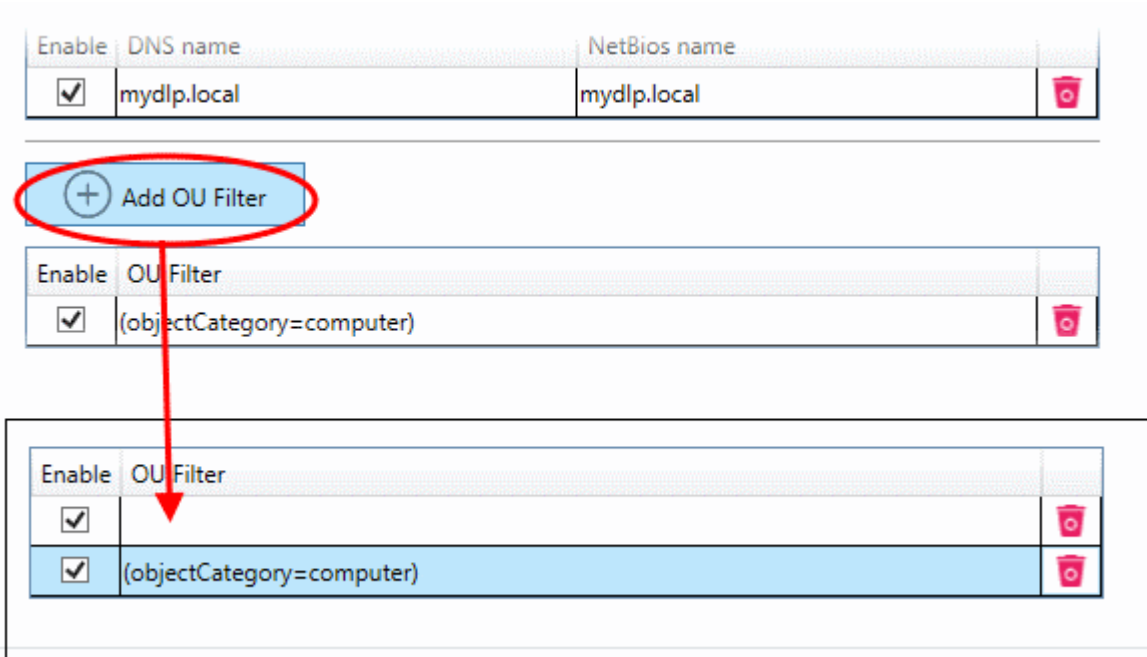 Enable DNS name NetBios name
mydlp.local mydlp.local
Add OU Filter
Enable OU Filter
(objectCategory=computer)
Enable OU Filter
(objectCategory=computer)